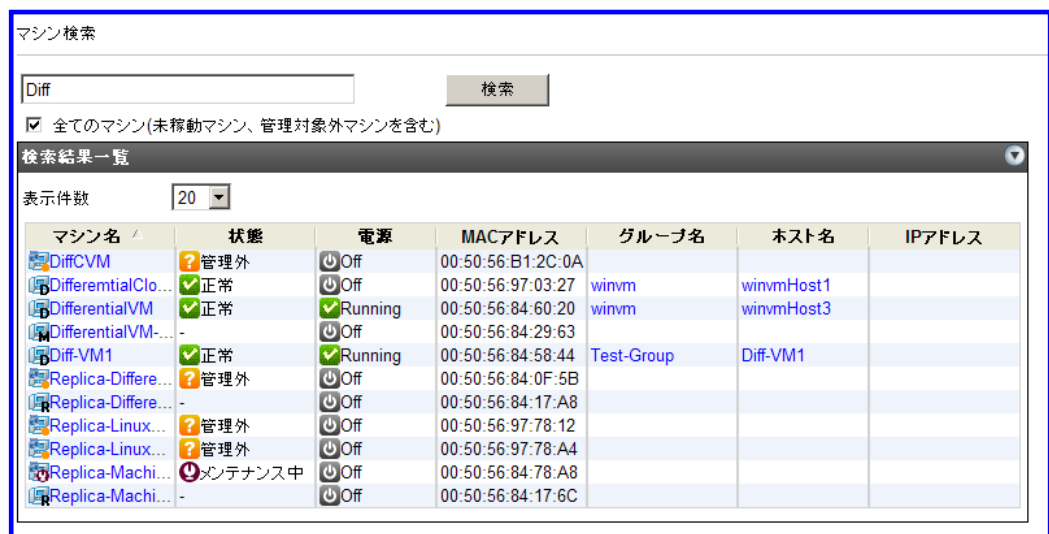 マシン検索
Diff 検索
全てのマシン(未稼動マシン、管理対象外マシンを含む)
検索結果一覧
表示件数 20
マシン名 状態 電源 MACアドレス グループ名 ホスト名 IPアドレス
DiffCVM 管理外 Off 00:50:56:B1:2C:0A
DifferemtialClo... 正常 Off 00:50:56:97:03:27 winvm winvmHost1
DifferentialVM 正常 Running 00:50:56:84:60:20 winvm winvmHost3
DifferentialVM-... - Off 00:50:56:84:29:63
Diff-VM1 正常 Running 00:50:56:84:58:44 Test-Group Diff-VM1
Replica-Differe... 管理外 Off 00:50:56:84:0F:5B
Replica-Differe... - Off 00:50:56:84:17:A8
Replica-Linux... 管理外 Off 00:50:56:97:78:12
Replica-Linux... 管理外 Off 00:50:56:97:78:A4
Replica-Machi... メンテナンス中 Off 00:50:56:84:78:A8
Replica-Machi... - Off 00:50:56:84:17:6C